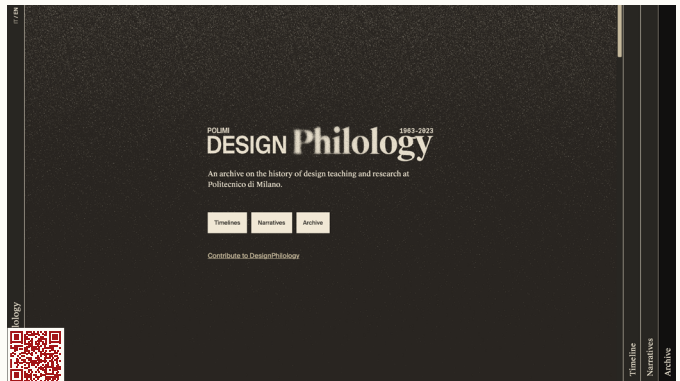 IT / EN
POLIMI
1963-2023
DESIGN Philology
An archive on the history of design teaching and research at
Politecnico di Milano.
Timelines
Narratives
Archive
Contribute to DesignPhilology
Timeline
Narratives
Archive